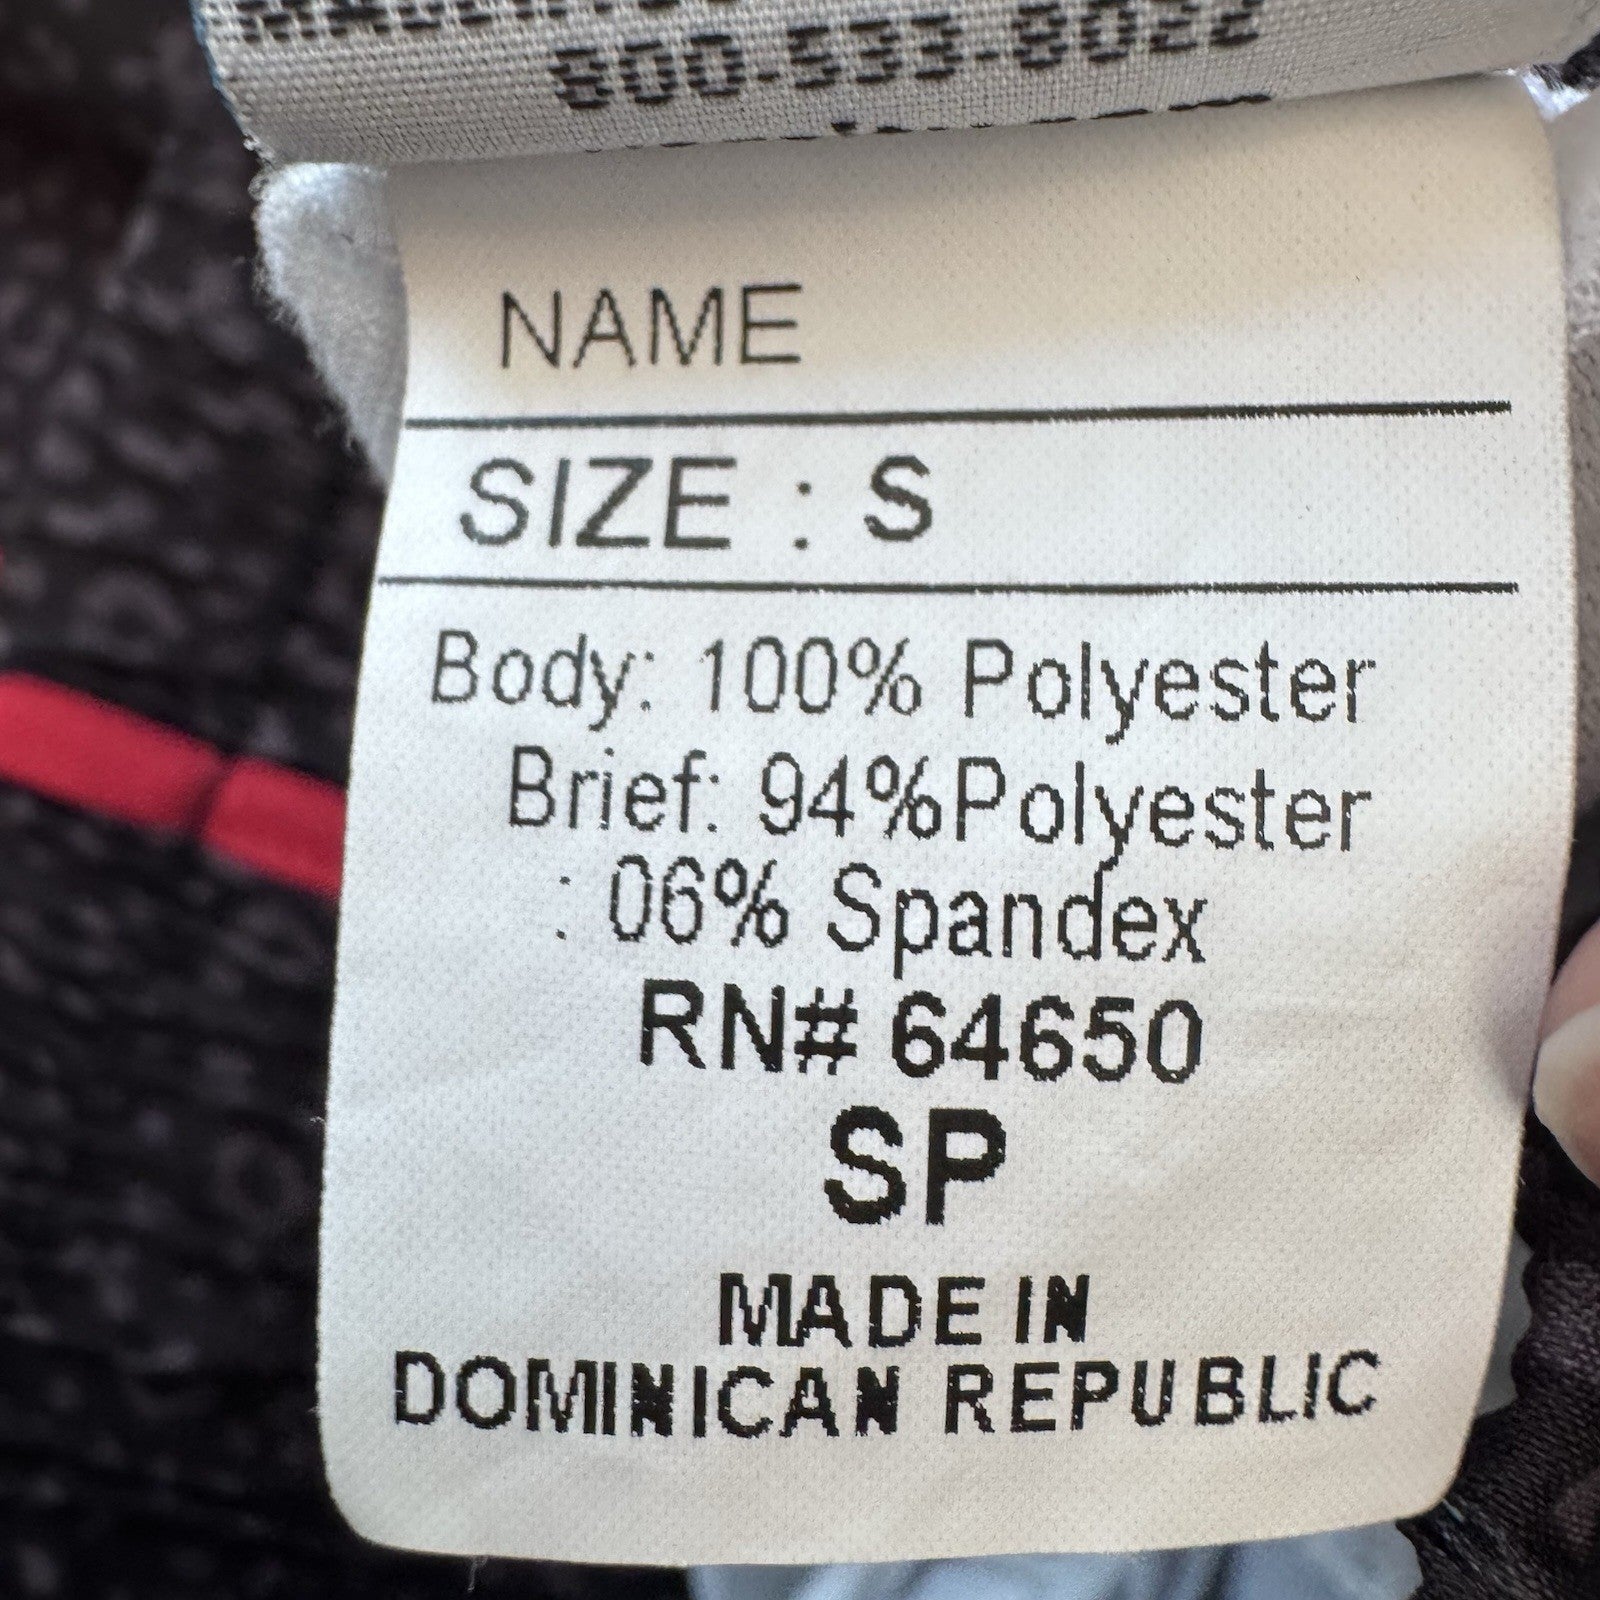 800-533-8022
NAME
SIZE : S
Body: 100% Polyester
Brief: 94%Polyester
: 06% Spandex
RN# 64650
SP
MADE IN
DOMINICAN REPUBLIC